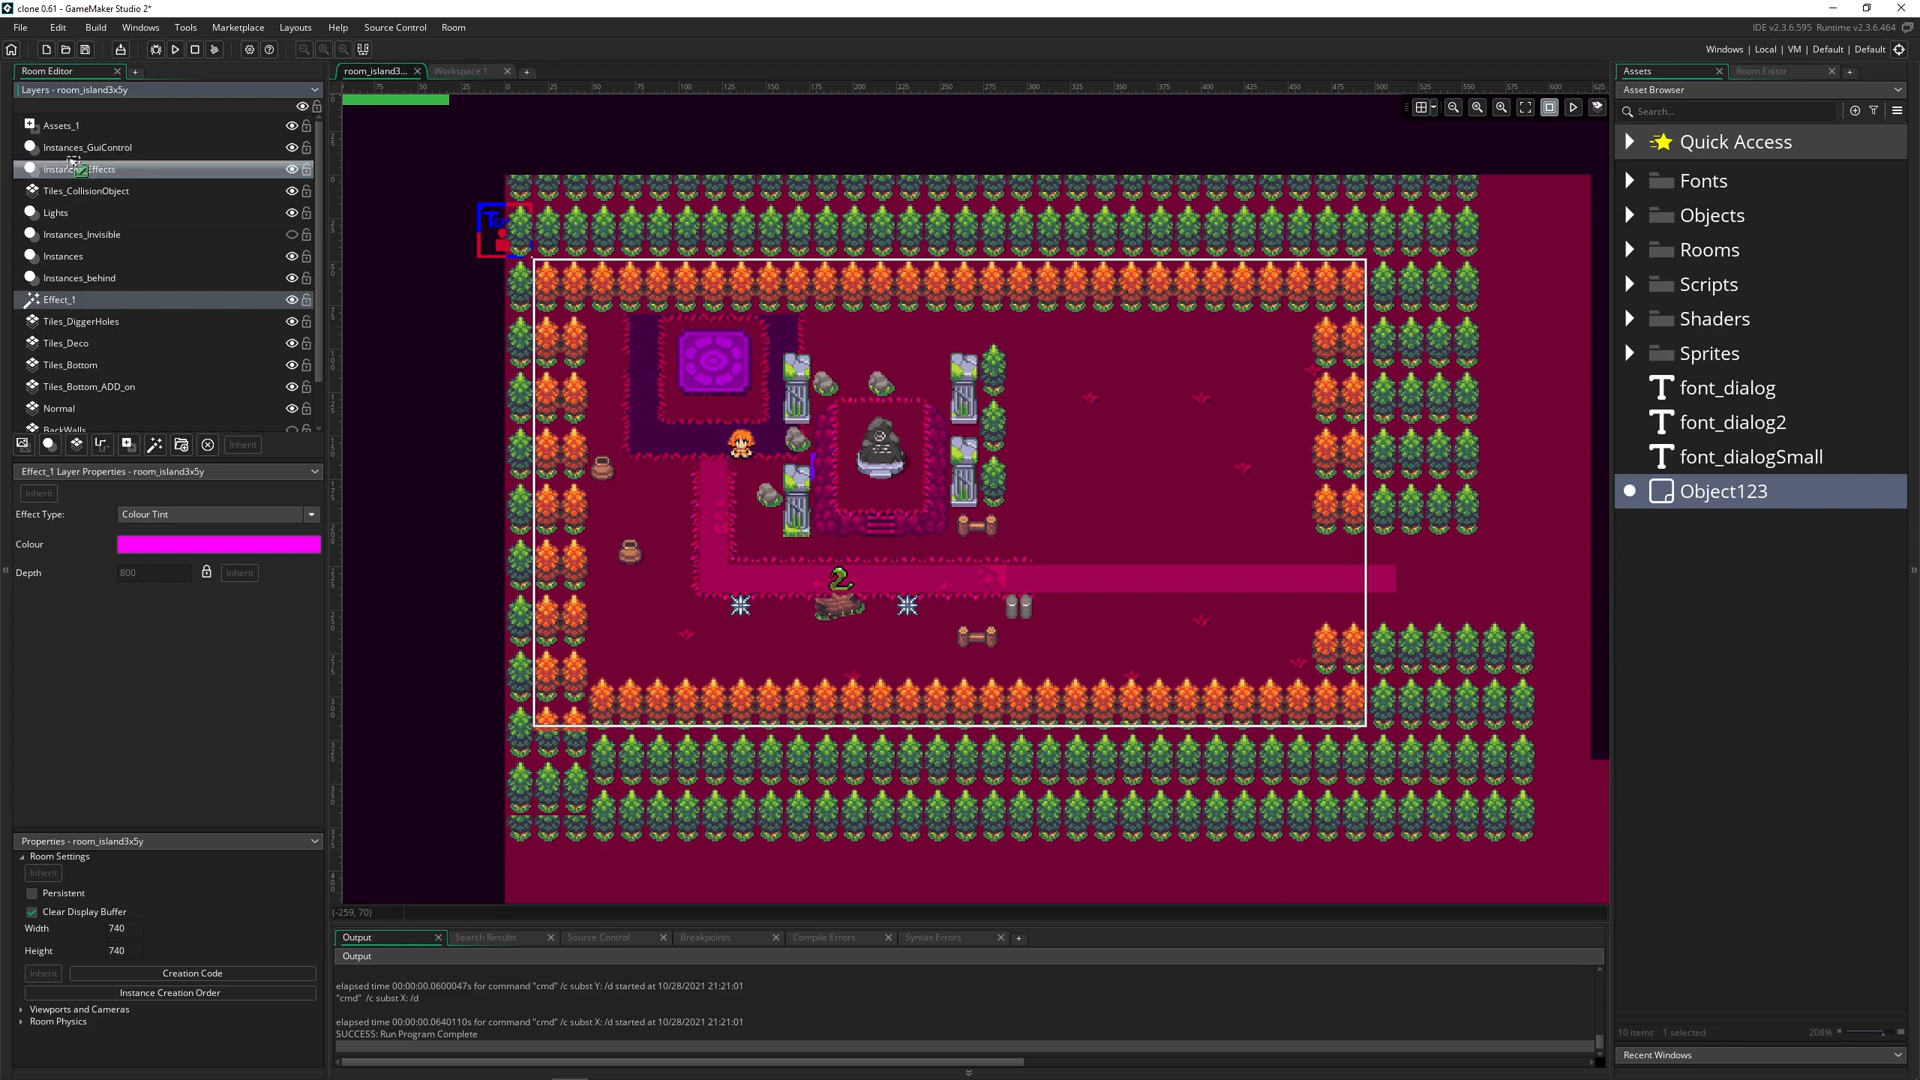 clone 0.61 - GameMaker Studio 2*
File Edit Build Windows Tools Marketplace Layouts Help Source Control Room
IDE v2.3.6.595 Runtime v2.3.6.464
Windows | Local | VM | Default | Default
Room Editor
room_island3...
Workspace 1
Assets
Room Editor
Layers - room_island3x5y
Asset Browser
Search...
Assets_1
Instances_GuiControl
Tiles_CollisionObject
Lights
Instances_Invisible
Instances
Instances_behind
Effect_1
Tiles_DiggerHoles
Tiles_Deco
Tiles_Bottom
Tiles_Bottom_ADD_on
Normal
BackWalls
Inherit
Effect_1 Layer Properties - room_island3x5y
Inherit
Effect Type: Colour Tint
Colour
Depth 800 Inherit
Properties - room_island3x5y
Room Settings
Inherit
Persistent
Clear Display Buffer
Width 740
Height 740
Inherit Creation Code
Instance Creation Order
Viewports and Cameras
Room Physics
Quick Access
Fonts
Objects
Rooms
Scripts
Shaders
Sprites
font_dialog
font_dialog2
font_dialogSmall
Object123
(-259, 70)
Output Search Results Source Control Breakpoints Compile Errors Syntax Errors
Output
elapsed time 00:00:00.0600047s for command "cmd" /c subst Y: /d started at 10/28/2021 21:21:01
"cmd" /c subst X: /d
elapsed time 00:00:00.0640110s for command "cmd" /c subst X: /d started at 10/28/2021 21:21:01
SUCCESS: Run Program Complete
10 items 1 selected
208%
Recent Windows